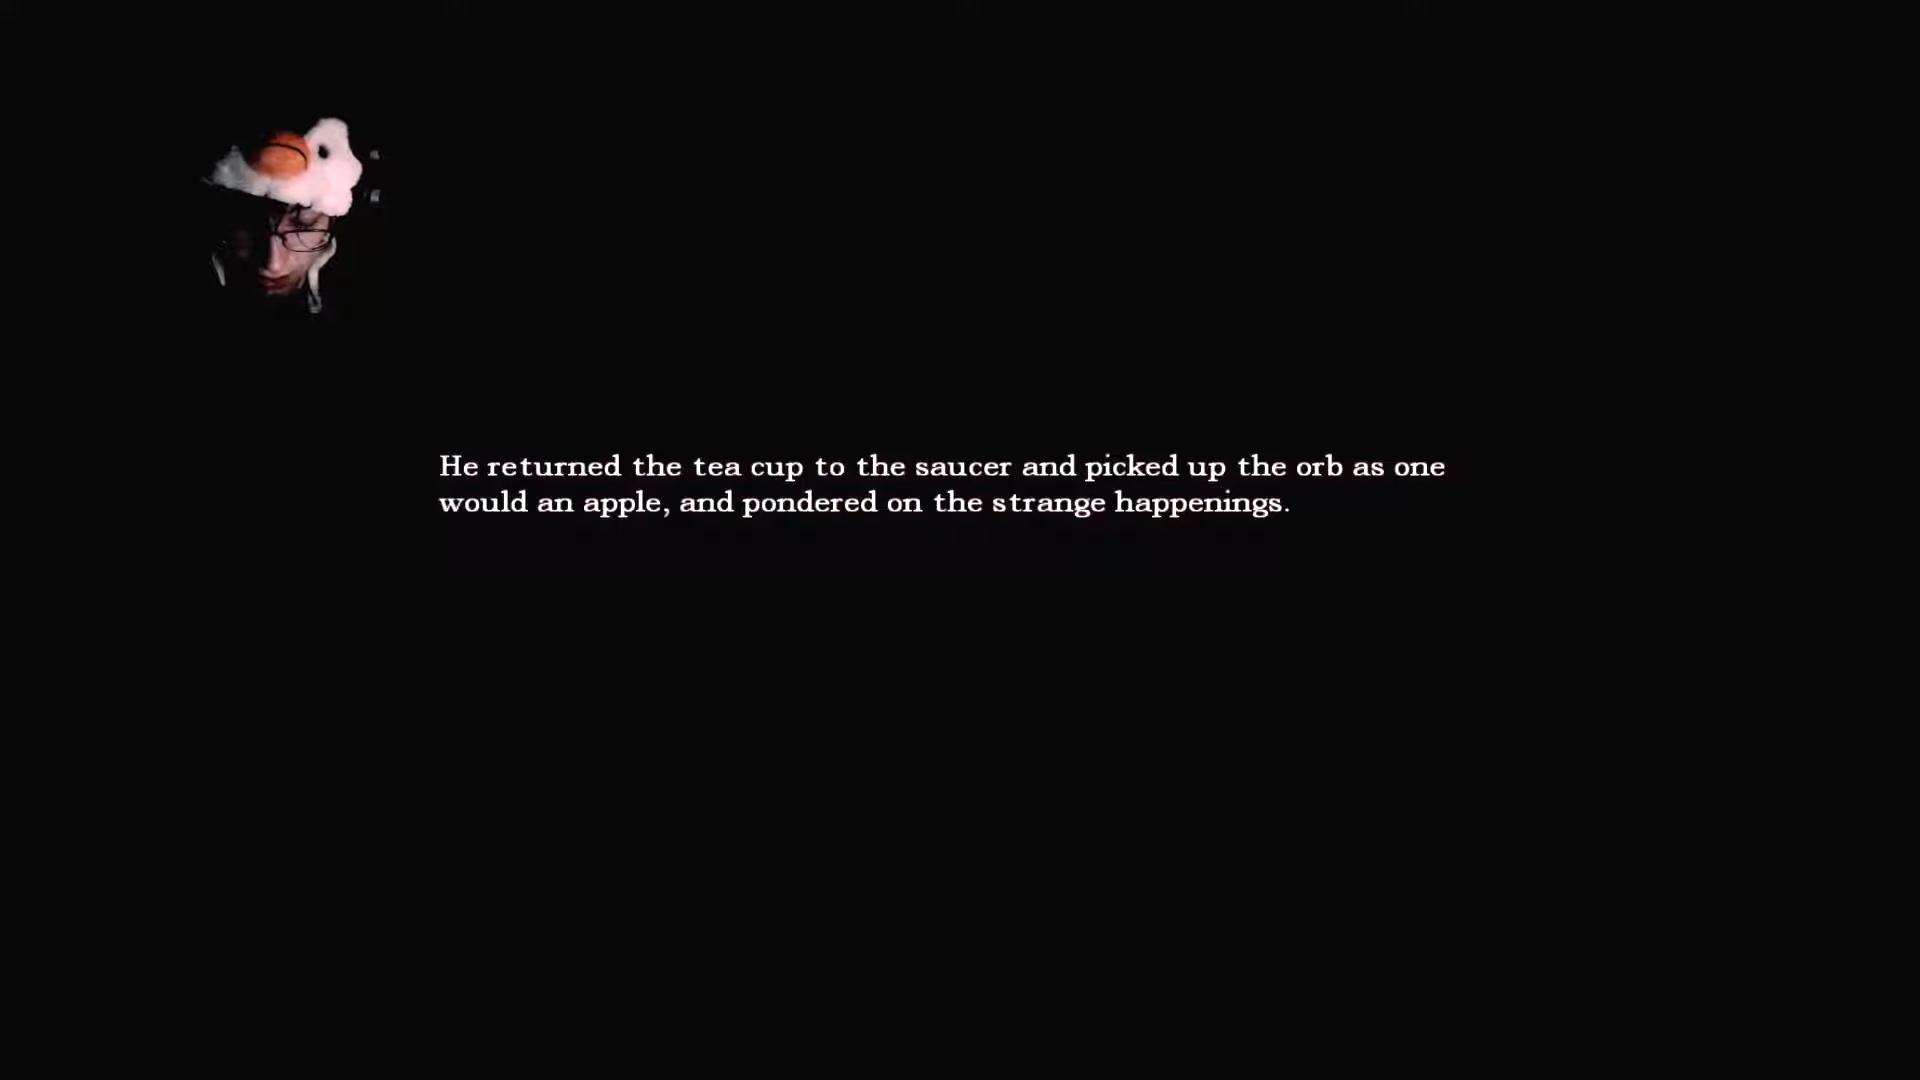 He returned the tea cup to the saucer and picked up the orb as one
would an apple, and pondered on the strange happenings.